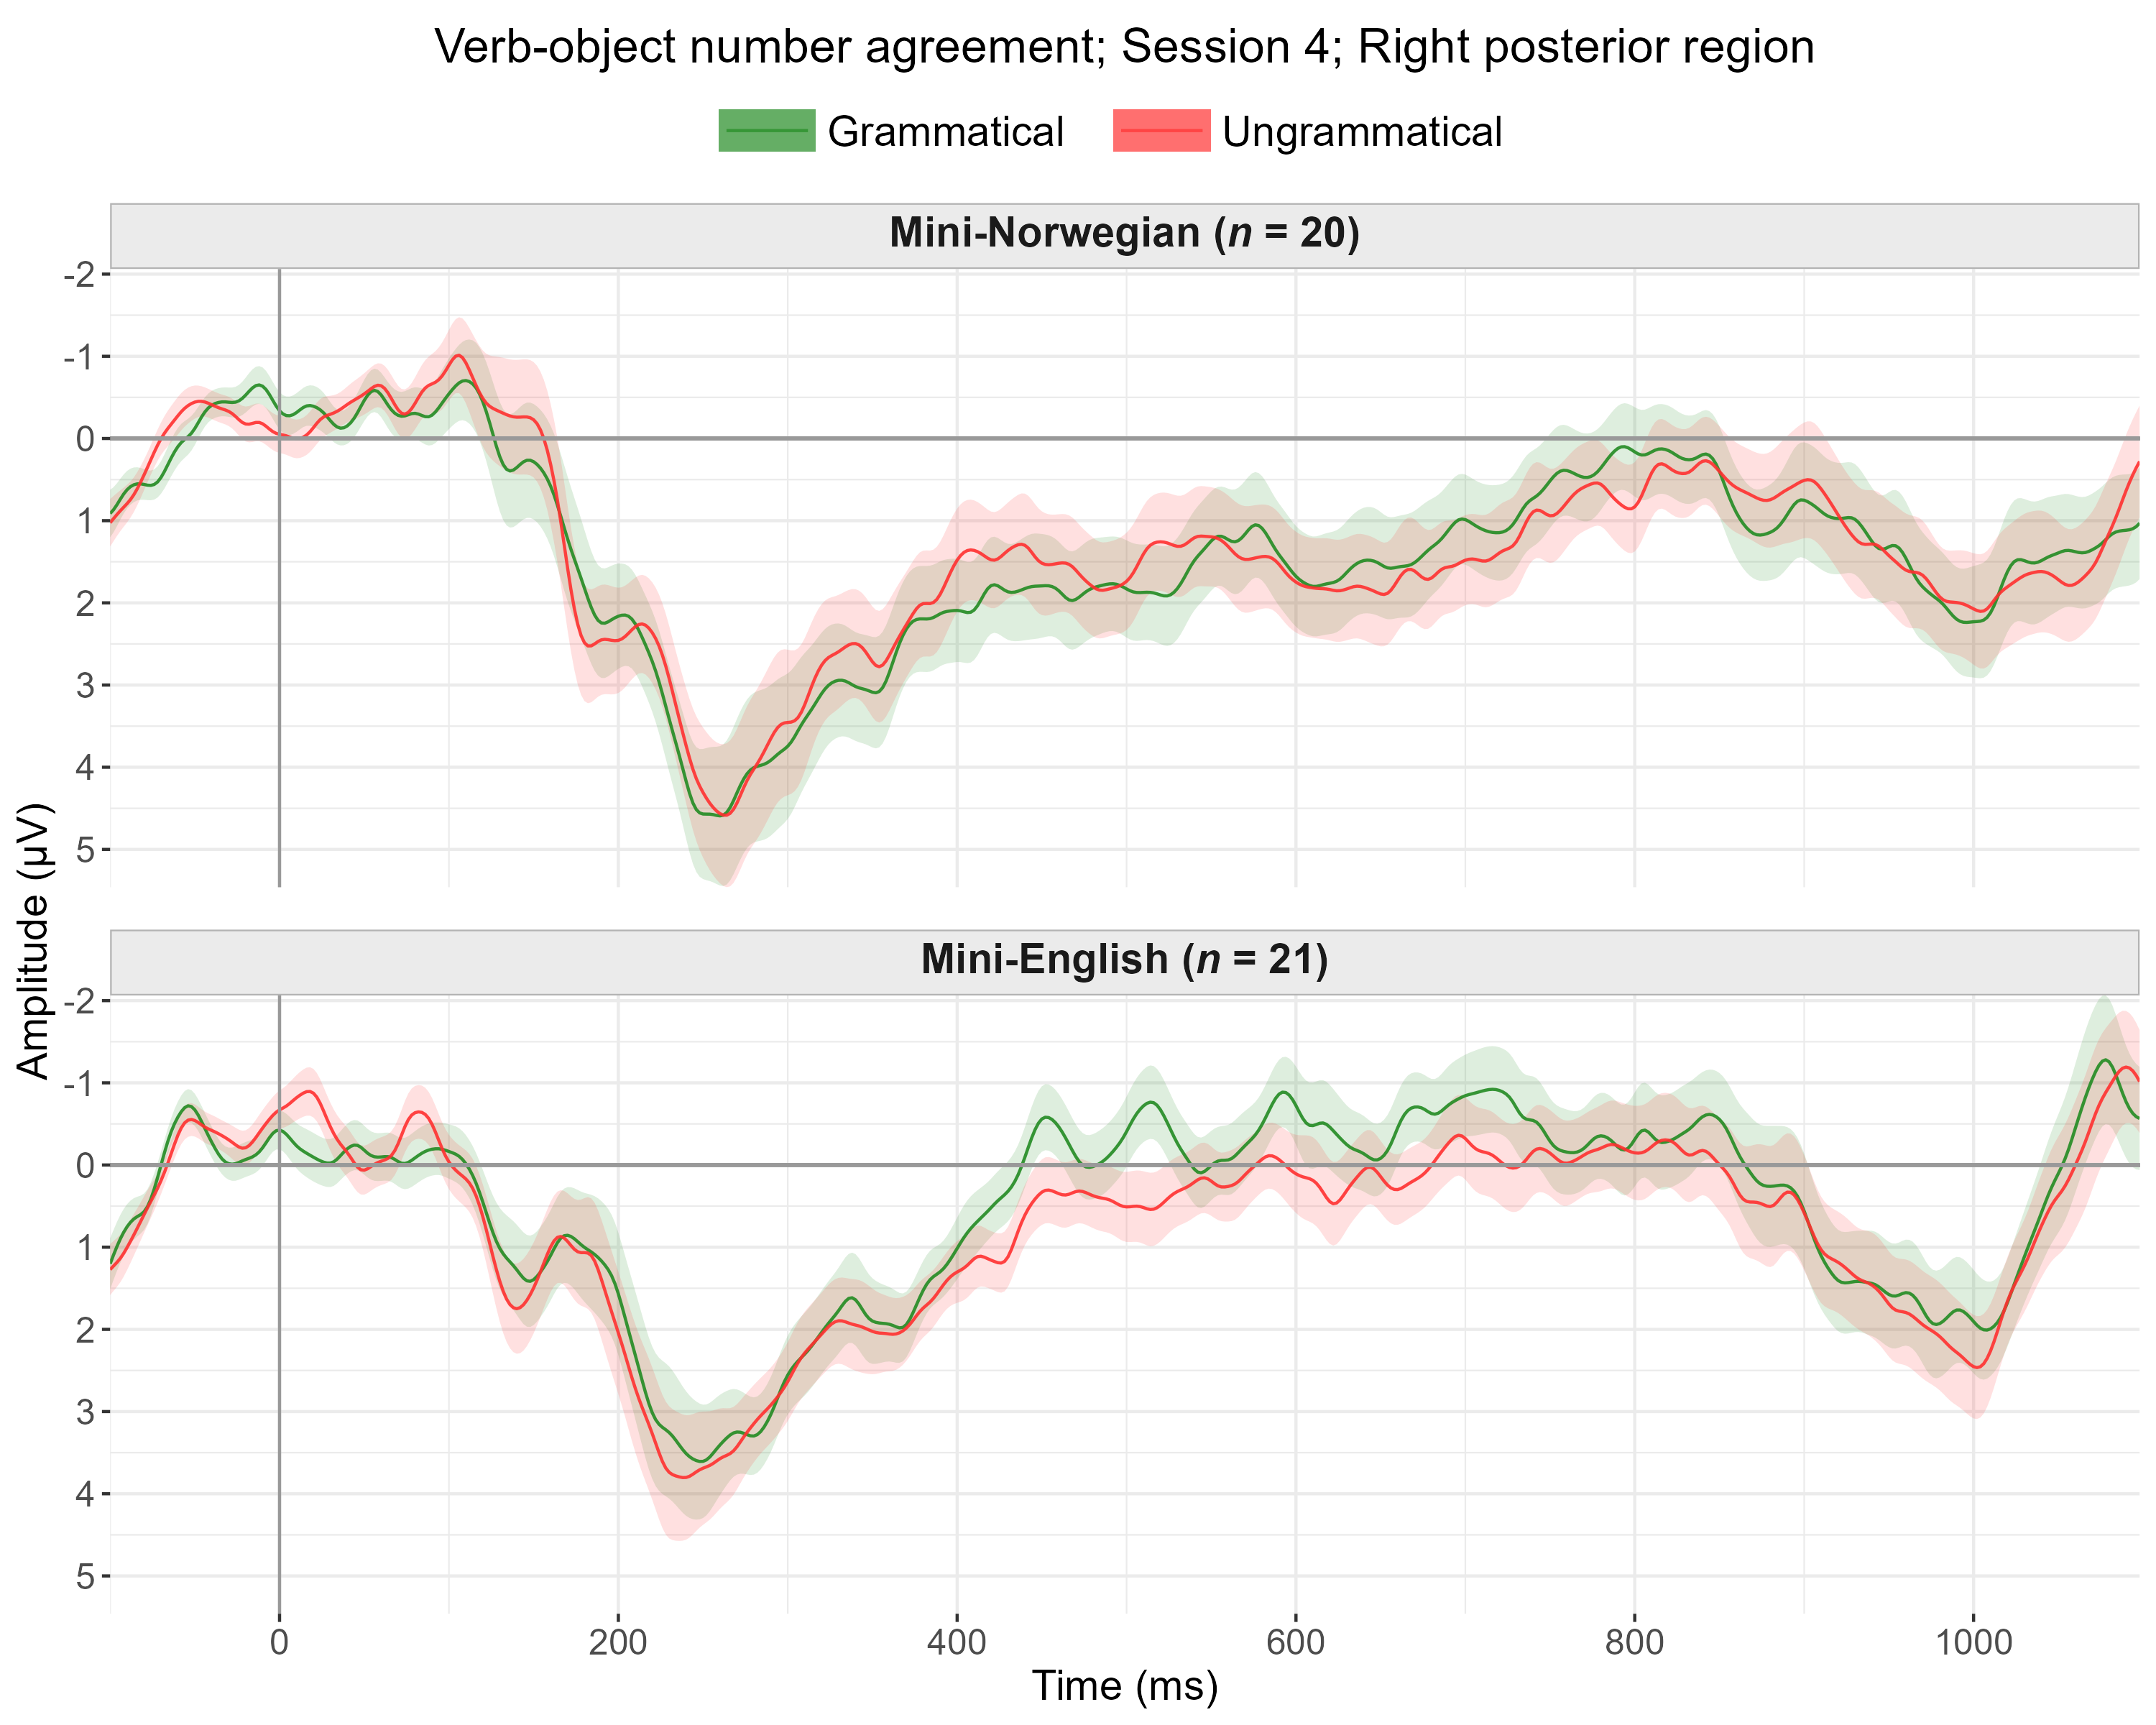 Verb-object number agreement; Session 4; Right posterior region
Grammatical Ungrammatical
Mini-Norwegian (n = 20)
-2
-1
0
1
2
3
4
5
Amplitude (µV)
Mini-English (n = 21)
-2
-1
0
1
2
3
4
5
0 200 400 600 800 1000
Time (ms)